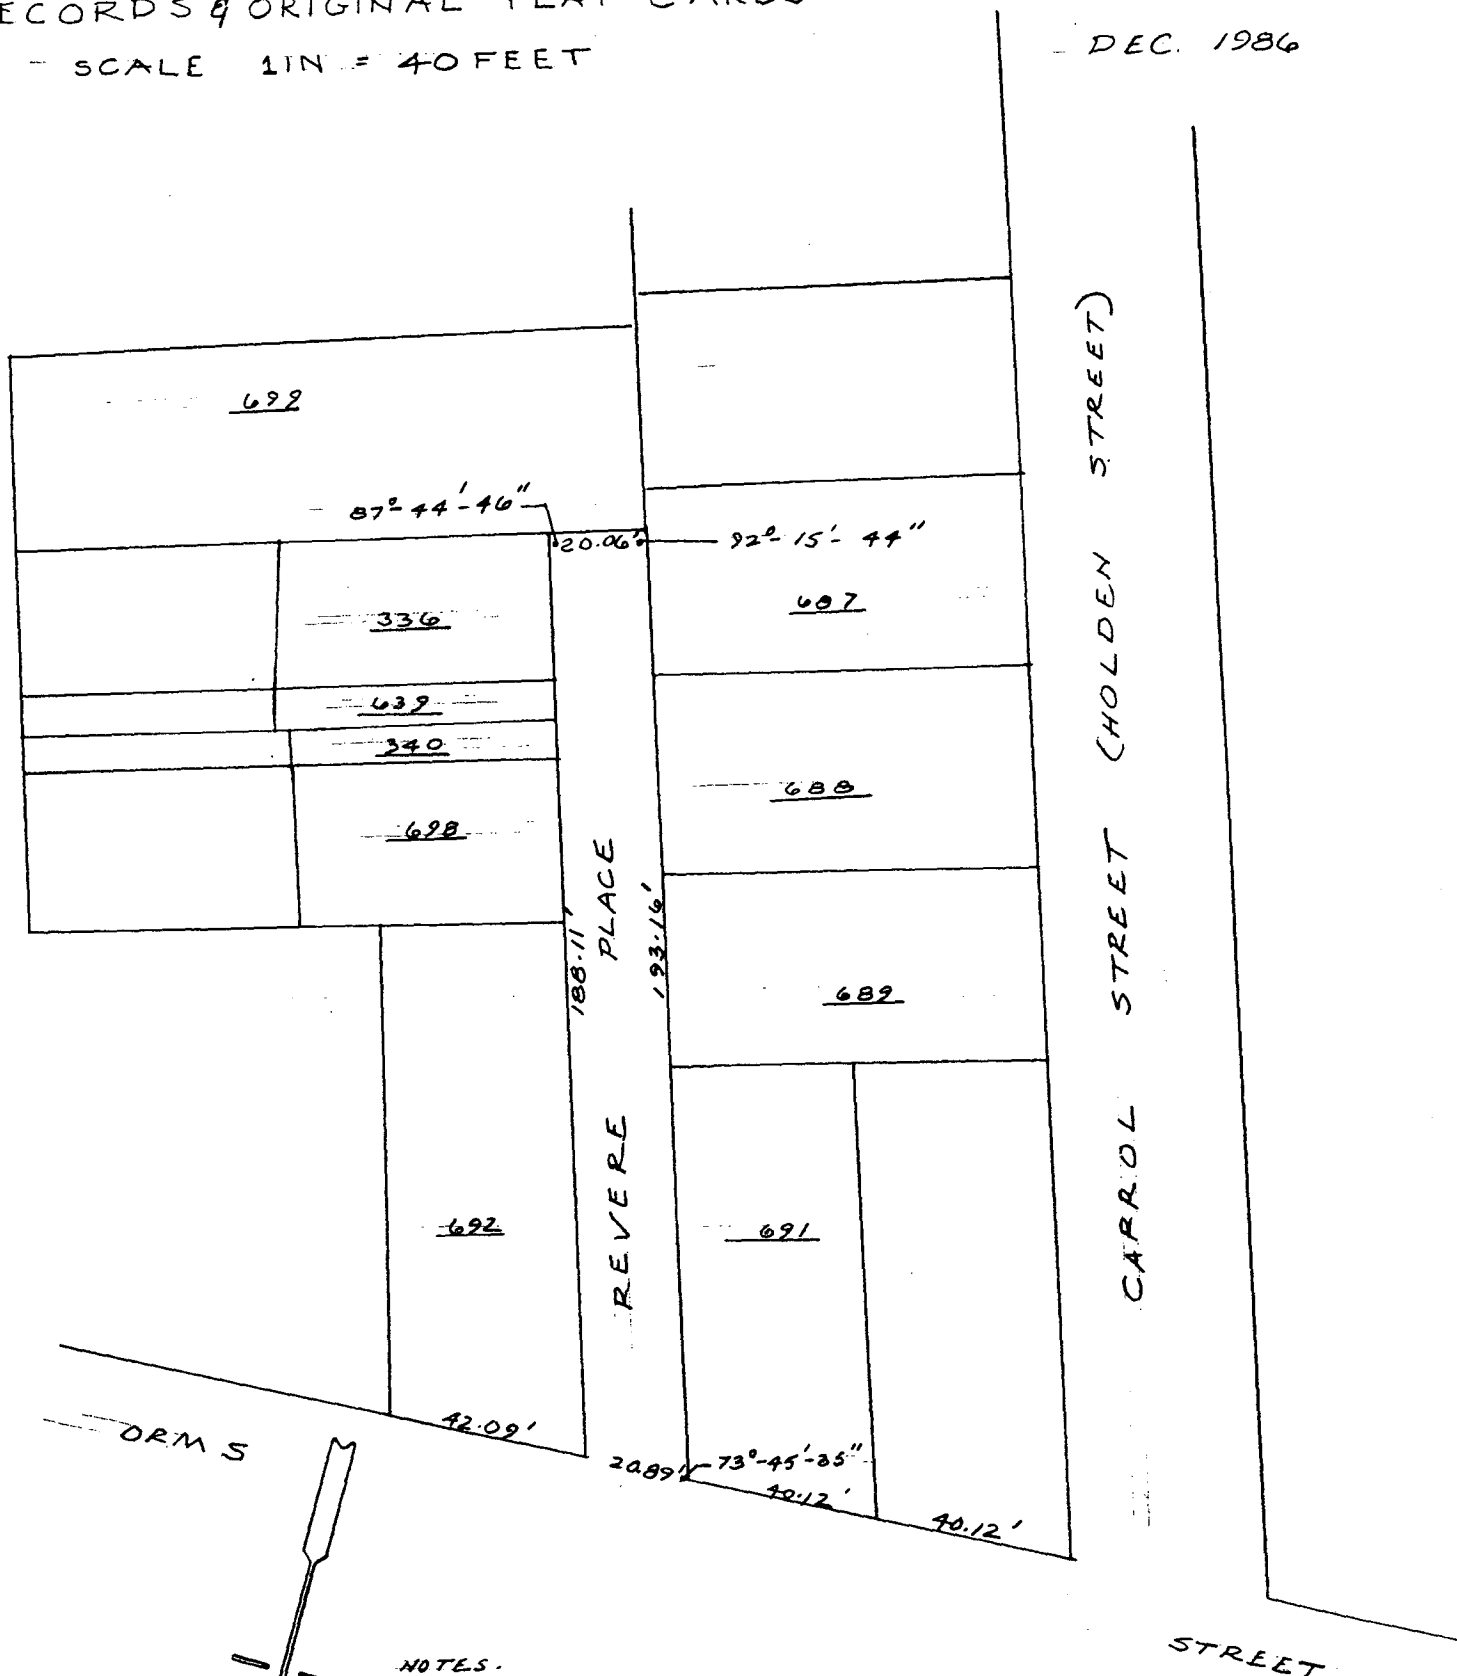 RECORDS & ORIGINAL PLAT CARDS
SCALE 1IN = 40 FEET
DEC. 1986
699
87°-44'-46"
20.06'
92°-15'-44"
336
687
639
340
688
698
188.11'
193.16'
REVERE PLACE
689
CARROL STREET (HOLDEN STREET)
692
691
ORMS
42.09'
20.89'
73°-45'-35"
40.12'
40.12'
STREET
NOTES.